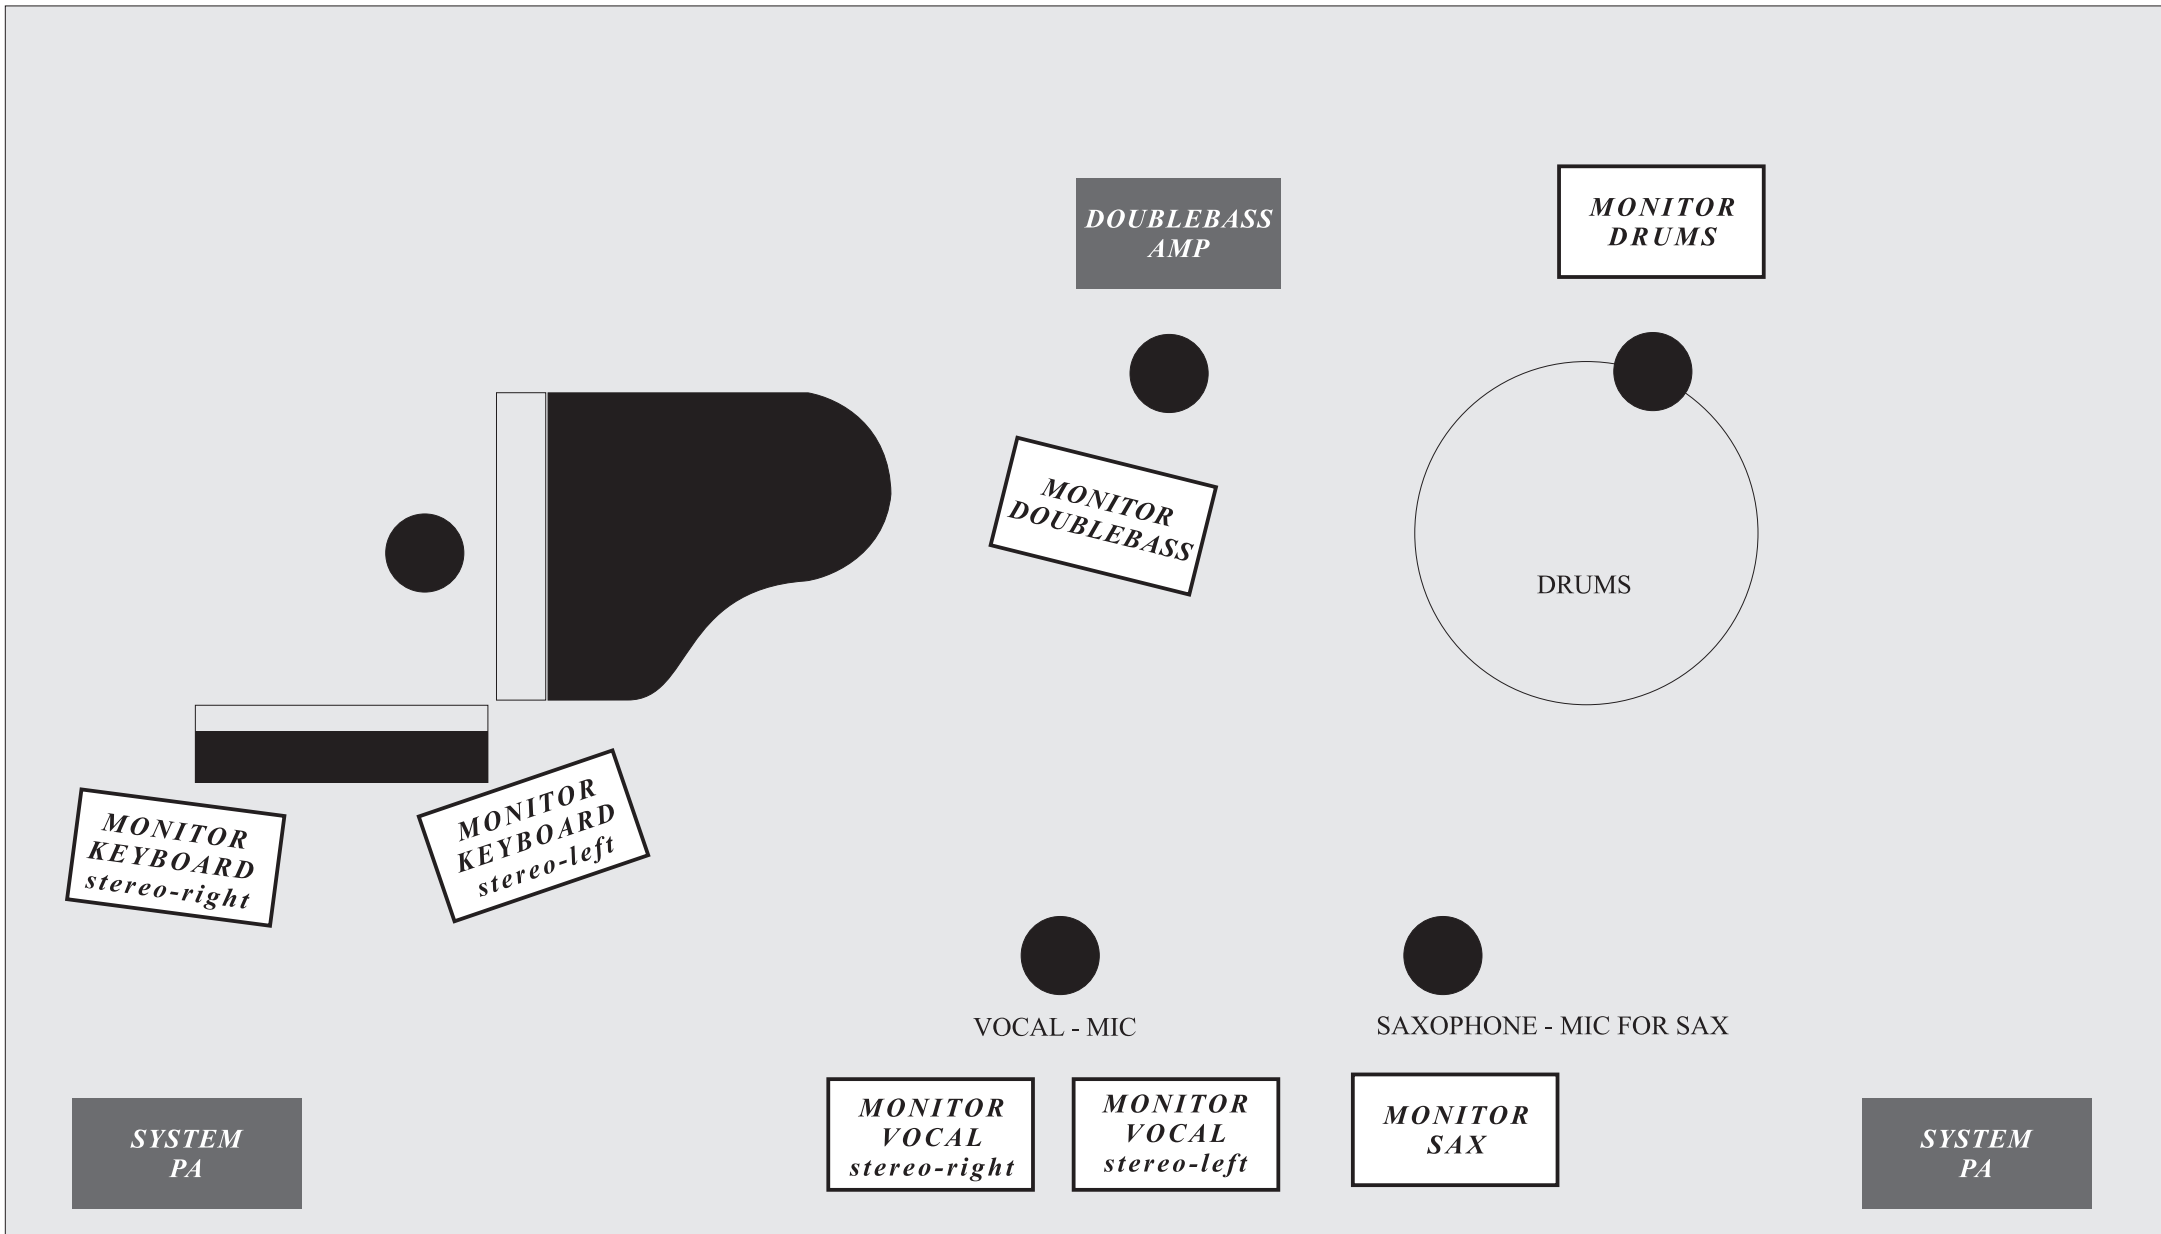 DOUBLEBASS
AMP
MONITOR
DRUMS
MONITOR
DOUBLEBASS
DRUMS
MONITOR
KEYBOARD
stereo-right
MONITOR
KEYBOARD
stereo-left
VOCAL - MIC
SAXOPHONE - MIC FOR SAX
SYSTEM
PA
MONITOR
VOCAL
stereo-right
MONITOR
VOCAL
stereo-left
MONITOR
SAX
SYSTEM
PA